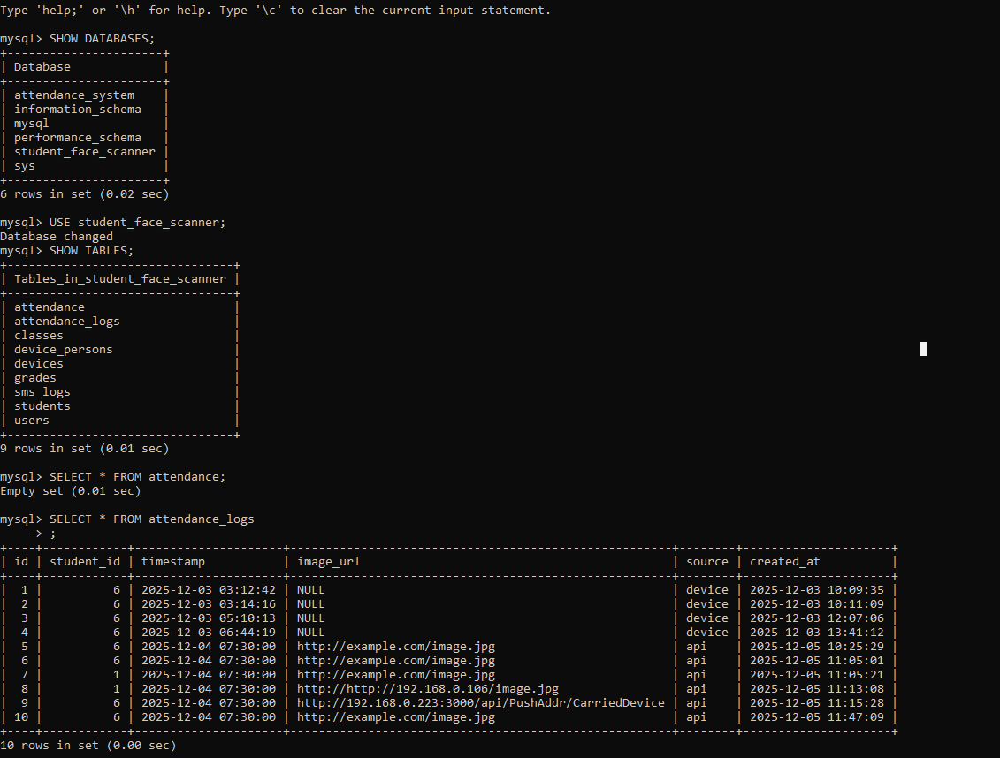 Type 'help;' or '\h' for help. Type '\c' to clear the current input statement.
mysql> SHOW DATABASES;
+----------------------+
| Database             |
+----------------------+
| attendance_system    |
| information_schema   |
| mysql                |
| performance_schema   |
| student_face_scanner |
| sys                  |
+----------------------+
6 rows in set (0.02 sec)
mysql> USE student_face_scanner;
Database changed
mysql> SHOW TABLES;
+--------------------------------+
| Tables_in_student_face_scanner |
+--------------------------------+
| attendance                     |
| attendance_logs                |
| classes                        |
| device_persons                 |
| devices                        |
| grades                         |
| sms_logs                       |
| students                       |
| users                          |
+--------------------------------+
9 rows in set (0.01 sec)
mysql> SELECT * FROM attendance;
Empty set (0.01 sec)
mysql> SELECT * FROM attendance_logs
    -> ;
+----+------------+---------------------+------------------------------------------------------+--------+---------------------+
| id | student_id | timestamp           | image_url                                            | source | created_at          |
+----+------------+---------------------+------------------------------------------------------+--------+---------------------+
|  1 |          6 | 2025-12-03 03:12:42 | NULL                                                 | device | 2025-12-03 10:09:35 |
|  2 |          6 | 2025-12-03 03:14:16 | NULL                                                 | device | 2025-12-03 10:11:09 |
|  3 |          6 | 2025-12-03 05:10:13 | NULL                                                 | device | 2025-12-03 12:07:06 |
|  4 |          6 | 2025-12-03 06:44:19 | NULL                                                 | device | 2025-12-03 13:41:12 |
|  5 |          6 | 2025-12-04 07:30:00 | http://example.com/image.jpg                         | api    | 2025-12-05 10:25:29 |
|  6 |          6 | 2025-12-04 07:30:00 | http://example.com/image.jpg                         | api    | 2025-12-05 11:05:01 |
|  7 |          1 | 2025-12-04 07:30:00 | http://example.com/image.jpg                         | api    | 2025-12-05 11:05:21 |
|  8 |          1 | 2025-12-04 07:30:00 | http://http://192.168.0.106/image.jpg                | api    | 2025-12-05 11:13:08 |
|  9 |          6 | 2025-12-04 07:30:00 | http://192.168.0.223:3000/api/PushAddr/CarriedDevice | api    | 2025-12-05 11:15:28 |
| 10 |          6 | 2025-12-04 07:30:00 | http://example.com/image.jpg                         | api    | 2025-12-05 11:47:09 |
+----+------------+---------------------+------------------------------------------------------+--------+---------------------+
10 rows in set (0.00 sec)